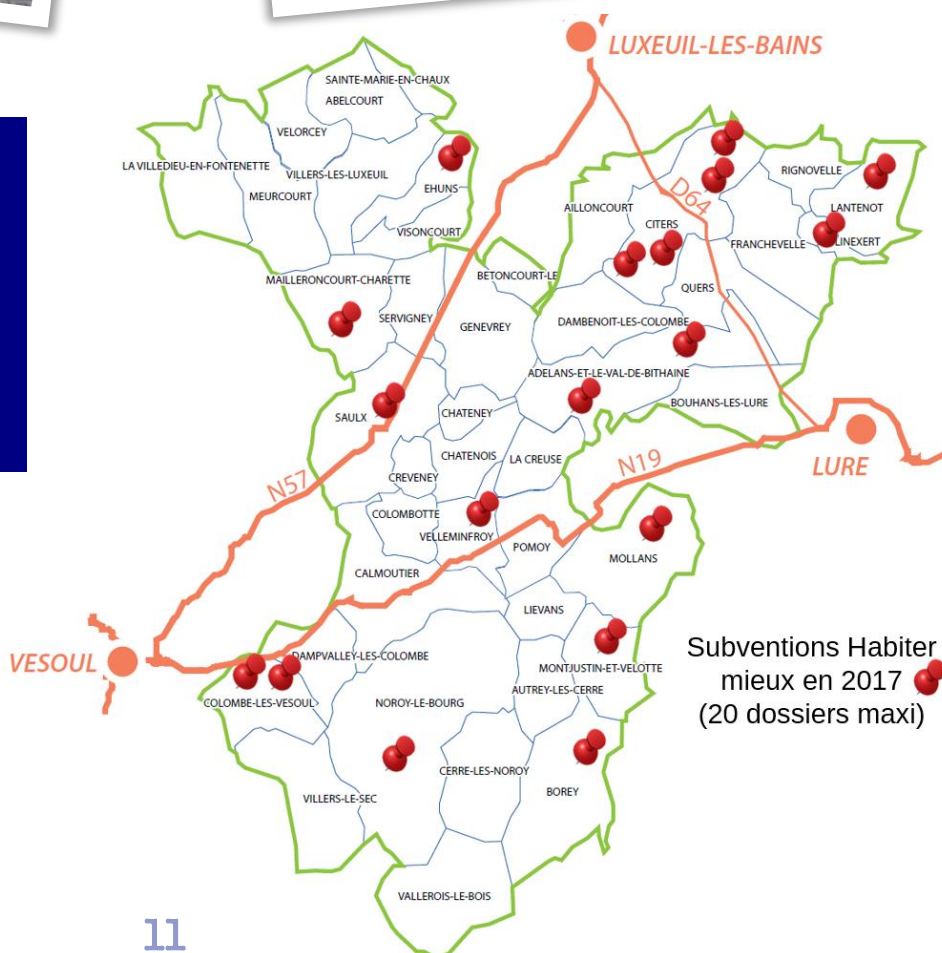 LUXEUIL-LES-BAINS
SAINTE-MARIE-EN-CHAUX
ABELCOURT
VELORCEY
LA VILLEDIEU-EN-FONTENETTE
VILLERS-LES-LUXEUIL
RIGNOVELLE
EHUNS
MEURCOURT
D64
AILLONCOURT
LANTENOT
CITERS
VISONCOURT
FRANCHEVELLE
LINEXERT
BETONCOURT-LE
MAILLERONCOURT-CHARETTE
QUERS
SERVIGNEY
GENEVREY
DAMBENOIT-LES-COLOMBE
ADELANS-ET-LE-VAL-DE-BITHAINE
BOUHANS-LES-LURE
SAULX
CHATENEY
CHATENOIS
LA CREUSE
N19
LURE
CREVENEY
N57
COLOMBOTTE
VELLEMINFROY
POMOY
MOLLANS
CALMOUTIER
LIEVANS
VESOUL
DAMPVALLEY-LES-COLOMBE
MONTJUSTIN-ET-VELOTTE
AUTREY-LES-CERRE
COLOMBE-LES-VESOUL
NOROY-LE-BOURG
Subventions Habiter
mieux en 2017
(20 dossiers maxi)
CERRE-LES-NOROY
VILLERS-LE-SEC
BOREY
VALLEROIS-LE-BOIS
11